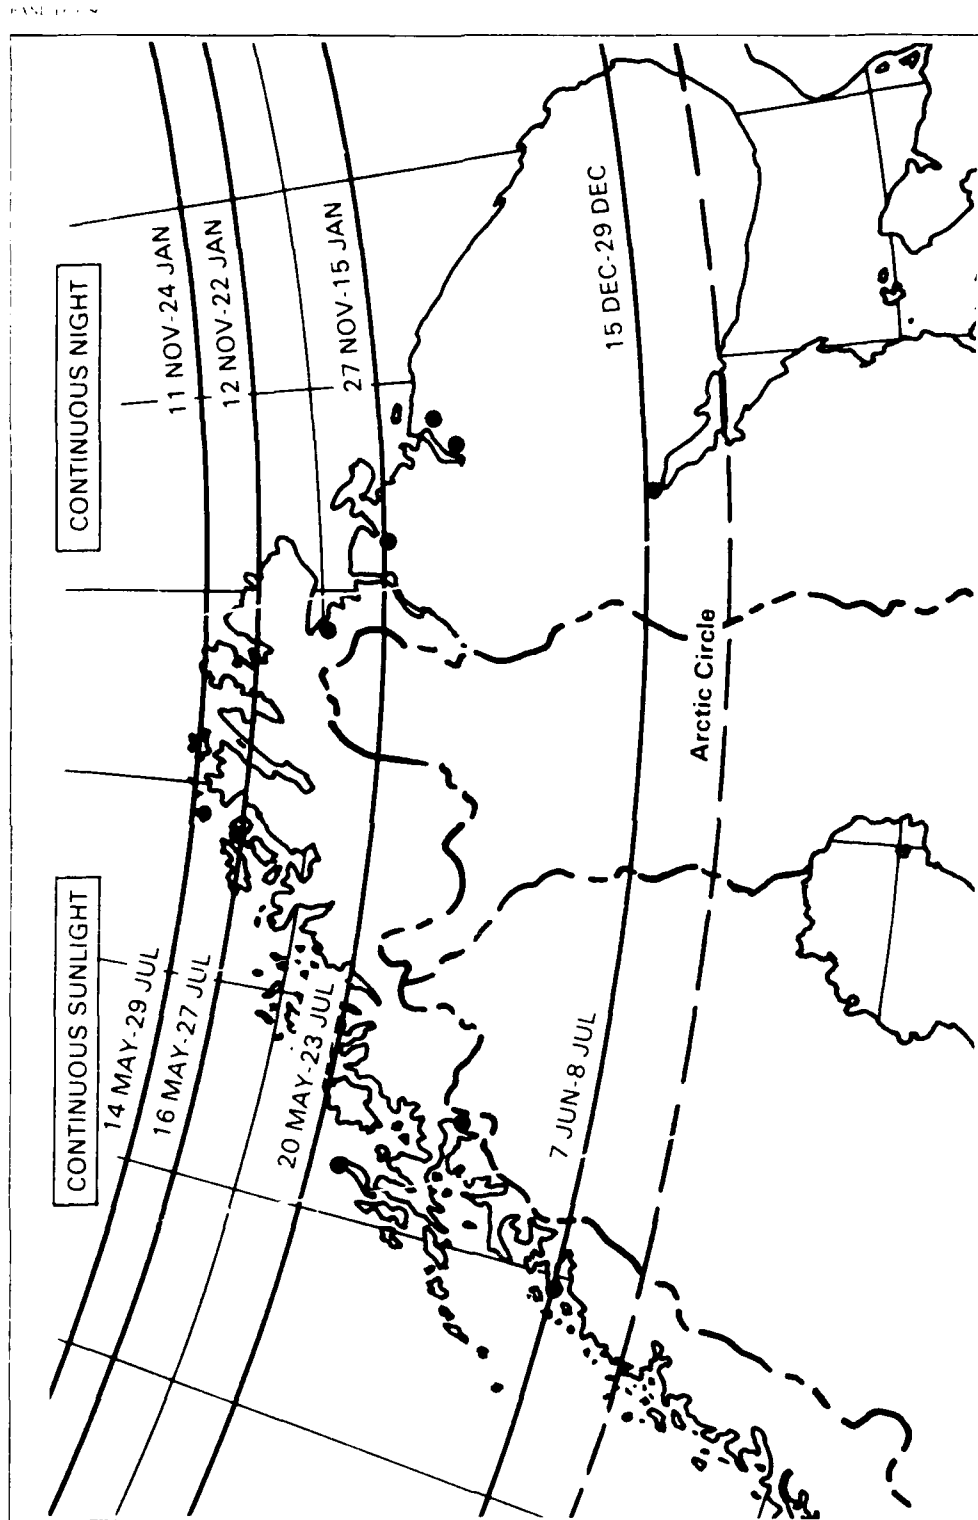 CONTINUOUS NIGHT
11 NOV-24 JAN
12 NOV-22 JAN
27 NOV-15 JAN
15 DEC-29 DEC
Arctic Circle
CONTINUOUS SUNLIGHT
14 MAY-29 JUL
16 MAY-27 JUL
20 MAY-23 JUL
7 JUN-8 JUL